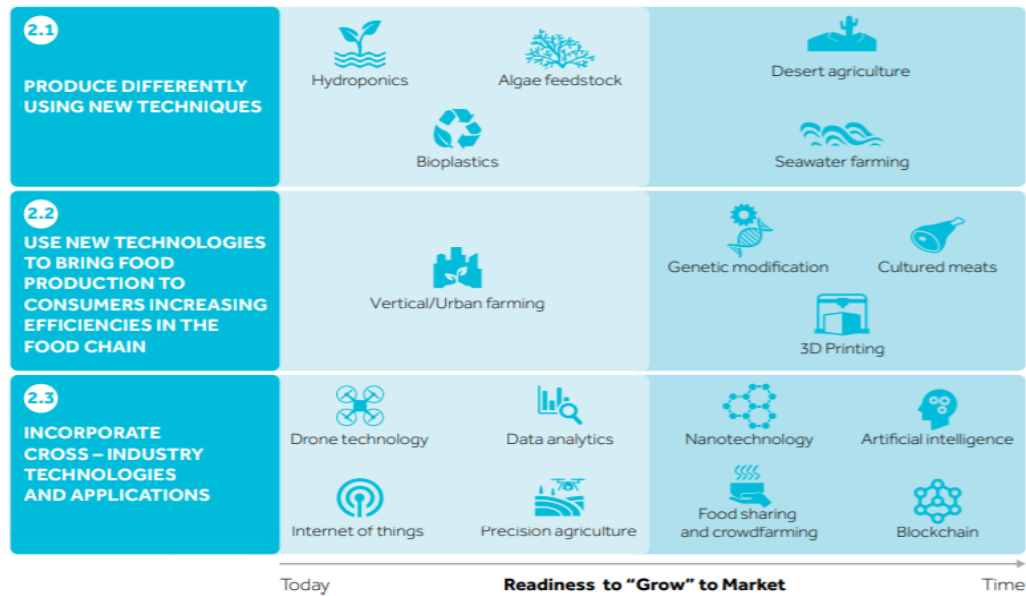 2.1
PRODUCE DIFFERENTLY
USING NEW TECHNIQUES
Hydroponics
Algae feedstock
Bioplastics
Desert agriculture
Seawater farming
2.2
USE NEW TECHNOLOGIES
TO BRING FOOD
PRODUCTION TO
CONSUMERS INCREASING
EFFICIENCIES IN THE
FOOD CHAIN
Vertical/Urban farming
Genetic modification
Cultured meats
3D Printing
2.3
INCORPORATE
CROSS – INDUSTRY
TECHNOLOGIES
AND APPLICATIONS
Drone technology
Data analytics
Internet of things
Precision agriculture
Nanotechnology
Artificial intelligence
Food sharing
and crowdfarming
Blockchain
Today
Readiness to “Grow” to Market
Time